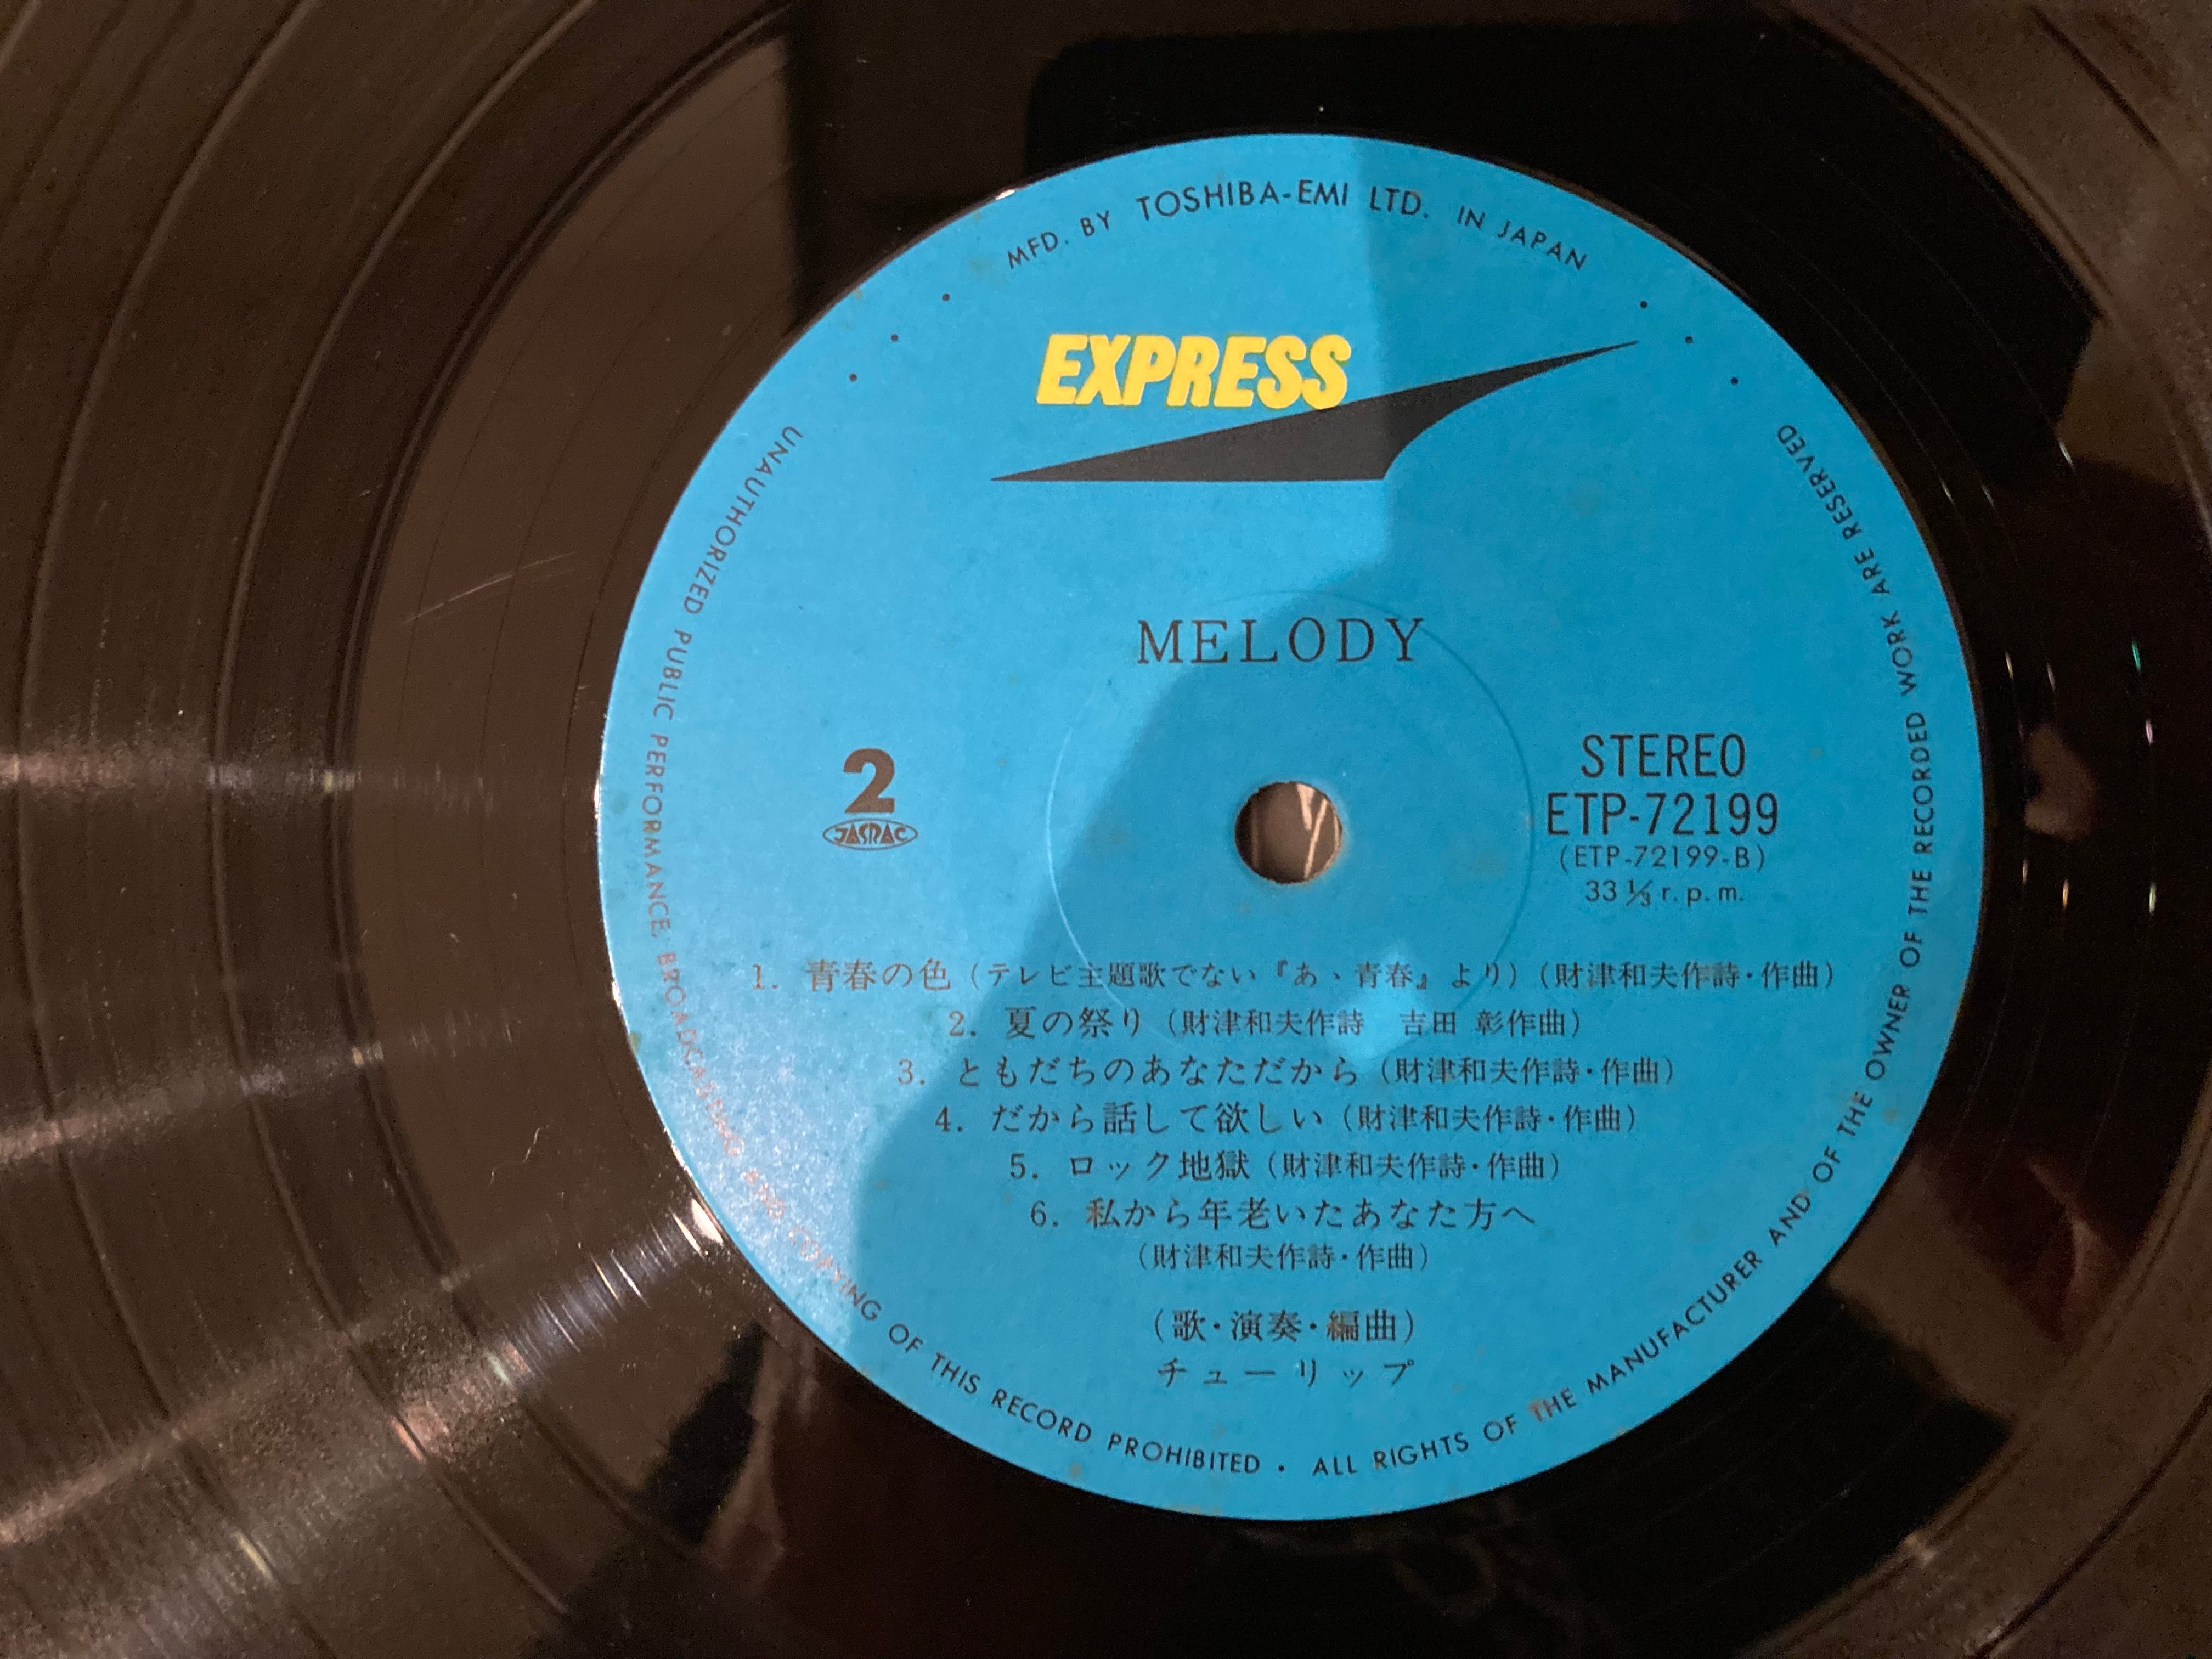 MFD. BY TOSHIBA-EMI LTD. IN JAPAN
EXPRESS
MELODY
2
JASRAC
STEREO
ETP-72199
(ETP-72199-B)
33 ⅓ r.p.m.
1. 青春の色（テレビ主題歌でない『あゝ青春』より）（財津和夫作詩・作曲）
2. 夏の祭り（財津和夫作詩 吉田 彰作曲）
3. ともだちのあなただから（財津和夫作詩・作曲）
4. だから話して欲しい（財津和夫作詩・作曲）
5. ロック地獄（財津和夫作詩・作曲）
6. 私から年老いたあなた方へ
（財津和夫作詩・作曲）
（歌・演奏・編曲）
チューリップ
UNAUTHORIZED PUBLIC PERFORMANCE, BROADCASTING AND COPYING OF THIS RECORD PROHIBITED · ALL RIGHTS OF THE MANUFACTURER AND OF THE OWNER OF THE RECORDED WORK ARE RESERVED